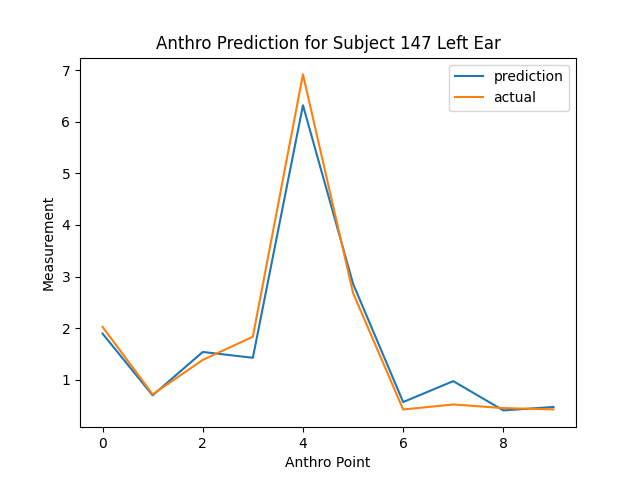 Anthro Prediction for Subject 147 Left Ear
prediction
actual
Measurement
7
6
5
4
3
2
1
0 2 4 6 8
Anthro Point